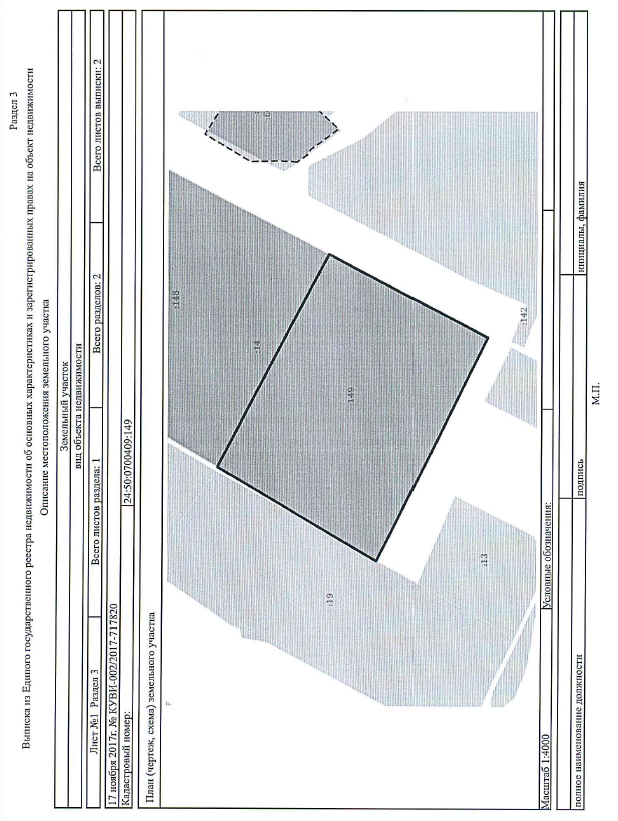 Раздел 3
Выписка из Единого государственного реестра недвижимости об основных характеристиках и зарегистрированных правах на объект недвижимости
Описание местоположения земельного участка
Земельный участок
вид объекта недвижимости
Лист №1 Раздел 3 Всего листов раздела: 1 Всего разделов: 2 Всего листов выписки: 2
17 ноября 2017г. № КУВИ-002/2017-717820
Кадастровый номер: 24:50:0700409:149
План (чертеж, схема) земельного участка
:148
:14
:149
:142
:19
:13
Масштаб 1:4000 Условные обозначения:
полное наименование должности подпись инициалы, фамилия
М.П.